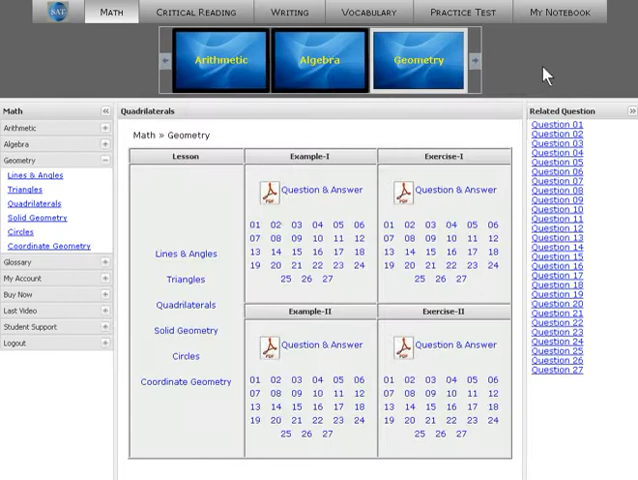 SAT
MATH
CRITICAL READING
WRITING
VOCABULARY
PRACTICE TEST
MY NOTEBOOK
Arithmetic
Algebra
Geometry
Math
Arithmetic
Algebra
Geometry
Lines & Angles
Triangles
Quadrilaterals
Solid Geometry
Circles
Coordinate Geometry
Glossary
My Account
Buy Now
Last Video
Student Support
Logout
Quadrilaterals
Math » Geometry
Lesson
Lines & Angles
Triangles
Quadrilaterals
Solid Geometry
Circles
Coordinate Geometry
Example-I
PDF
Question & Answer
01 02 03 04 05 06
07 08 09 10 11 12
13 14 15 16 17 18
19 20 21 22 23 24
25 26 27
Exercise-I
PDF
Question & Answer
01 02 03 04 05 06
07 08 09 10 11 12
13 14 15 16 17 18
19 20 21 22 23 24
25 26 27
Example-II
PDF
Question & Answer
01 02 03 04 05 06
07 08 09 10 11 12
13 14 15 16 17 18
19 20 21 22 23 24
25 26 27
Exercise-II
PDF
Question & Answer
01 02 03 04 05 06
07 08 09 10 11 12
13 14 15 16 17 18
19 20 21 22 23 24
25 26 27
Related Question
Question 01
Question 02
Question 03
Question 04
Question 05
Question 06
Question 07
Question 08
Question 09
Question 10
Question 11
Question 12
Question 13
Question 14
Question 15
Question 16
Question 17
Question 18
Question 19
Question 20
Question 21
Question 22
Question 23
Question 24
Question 25
Question 26
Question 27